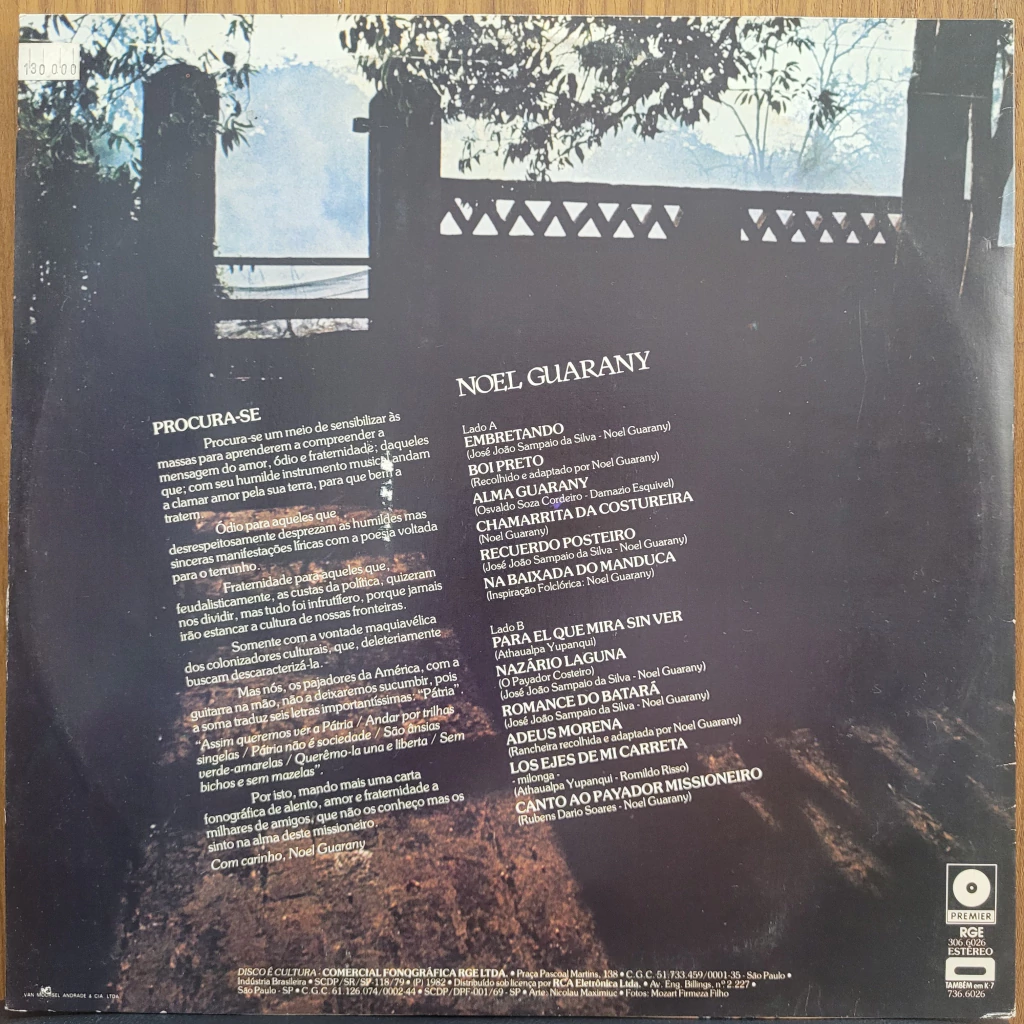 130 000
NOEL GUARANY
PROCURA-SE
Procura-se um meio de sensibilizar às
massas para aprenderem a compreender a
mensagem do amor, ódio e fraternidade; daqueles
que; com seu humilde instrumento musical andam
a clamar amor pela sua terra, para que bem a
tratem.
Ódio para aqueles que
desrespeitosamente desprezam as humildes mas
sinceras manifestações líricas com a poesia voltada
para o terrunho.
Fraternidade para aqueles que,
feudalisticamente, as custas da política, quizeram
nos dividir, mas tudo foi infrutífero, porque jamais
irão estancar a cultura de nossas fronteiras.
Somente com a vontade maquiavélica
dos colonizadores culturais, que, deleteriamente
buscam descaracterizá-la.
Mas nós, os pajadores da América, com a
guitarra na mão, não a deixaremos sucumbir, pois
a soma traduz seis letras importantíssimas: "Pátria".
"Assim queremos ver a Pátria / Andar por trilhas
singelas / Pátria não é sociedade / São ânsias
verde-amarelas / Querêmo-la una e liberta / Sem
bichos e sem mazelas".
Por isto, mando mais uma carta
fonográfica de alento, amor e fraternidade a
milhares de amigos, que não os conheço mas os
sinto na alma deste missioneiro.
Com carinho, Noel Guarany
Lado A
EMBRETANDO
(José João Sampaio da Silva - Noel Guarany)
BOI PRETO
(Recolhido e adaptado por Noel Guarany)
ALMA GUARANY
(Osvaldo Soza Cordeiro - Damazio Esquivel)
CHAMARRITA DA COSTUREIRA
(Noel Guarany)
RECUERDO POSTEIRO
(José João Sampaio da Silva - Noel Guarany)
NA BAIXADA DO MANDUCA
(Inspiração Folclórica: Noel Guarany)
Lado B
PARA EL QUE MIRA SIN VER
(Athaualpa Yupanqui)
NAZÁRIO LAGUNA
(O Payador Costeiro)
(José João Sampaio da Silva - Noel Guarany)
ROMANCE DO BATARÁ
(José João Sampaio da Silva - Noel Guarany)
ADEUS MORENA
(Rancheira recolhida e adaptada por Noel Guarany)
LOS EJES DE MI CARRETA
- milonga -
(Athaualpa Yupanqui - Romildo Risso)
CANTO AO PAYADOR MISSIONEIRO
(Rubens Dario Soares - Noel Guarany)
PREMIER
RGE
306.6026
ESTÉREO
TAMBÉM em K-7
736.6026
VAN MOORSEL ANDRADE & CIA. LTDA.
DISCO É CULTURA - COMERCIAL FONOGRÁFICA RGE LTDA. • Praça Pascoal Martins, 138 • C.G.C. 51.733.459/0001-35 - São Paulo •
Indústria Brasileira • SCDP/SR/SP-118/79 • (P) 1982 • Distribuído sob licença por RCA Eletrônica Ltda. • Av. Eng. Billings, nº 2.227 •
São Paulo - SP • C.G.C. 61.126.074/0002-44 • SCDP/DPF-001/69 - SP • Arte: Nicolau Maximiuc • Fotos: Mozart Firmeza Filho